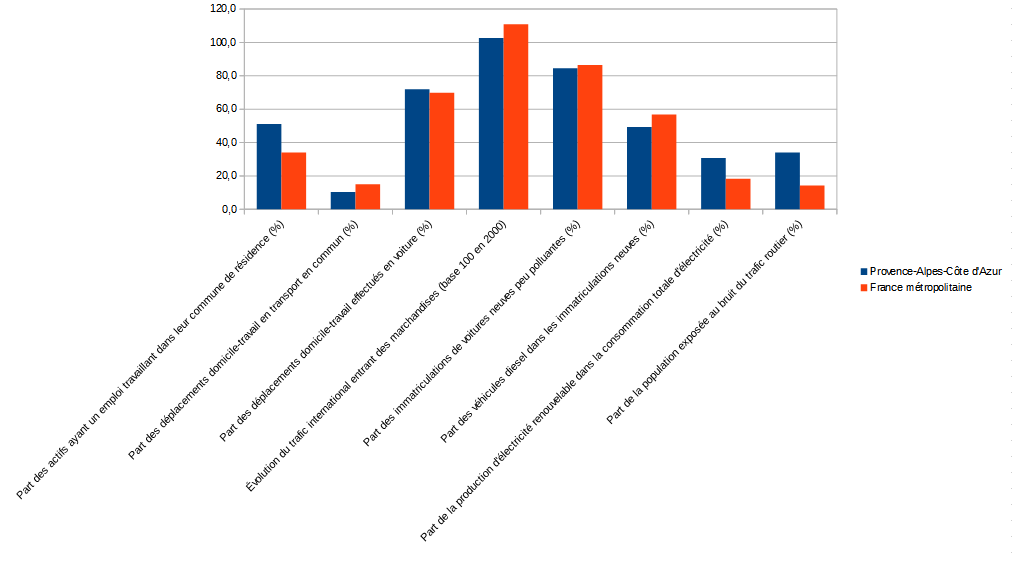 120,0
100,0
80,0
60,0
40,0
20,0
0,0
Part des actifs ayant un emploi travaillant dans leur commune de résidence (%)
Part des déplacements domicile-travail en transport en commun (%)
Part des déplacements domicile-travail effectués en voiture (%)
Évolution du trafic international entrant des marchandises (base 100 en 2000)
Part des immatriculations de voitures neuves peu polluantes (%)
Part des véhicules diesel dans les immatriculations neuves (%)
Part de la production d'électricité renouvelable dans la consommation totale d'électricité (%)
Part de la population exposée au bruit du trafic routier (%)
Provence-Alpes-Côte d'Azur
France métropolitaine